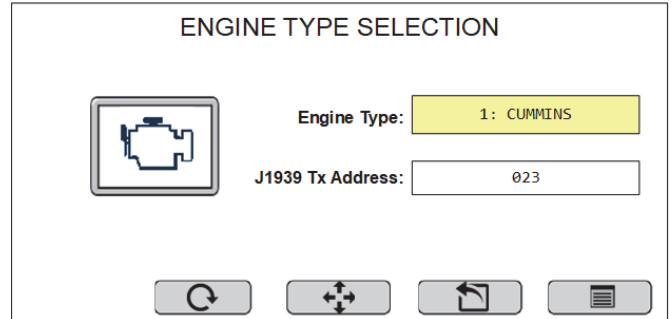 ENGINE TYPE SELECTION
Engine Type: 1: CUMMINS
J1939 Tx Address: 023